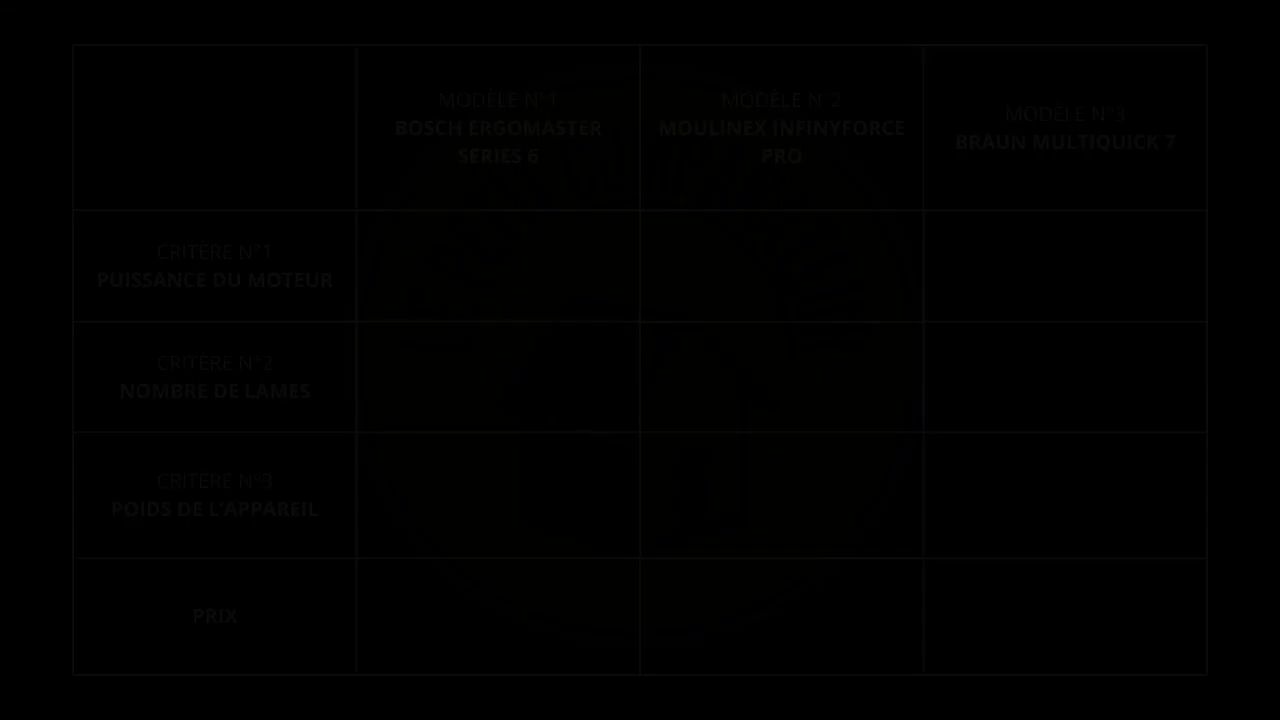 MODÈLE N°1
BOSCH ERGOMASTER
SERIES 6
MODÈLE N°2
MOULINEX INFINYFORCE
PRO
MODÈLE N°3
BRAUN MULTIQUICK 7
CRITÈRE N°1
PUISSANCE DU MOTEUR
CRITÈRE N°2
NOMBRE DE LAMES
CRITÈRE N°3
POIDS DE L'APPAREIL
PRIX